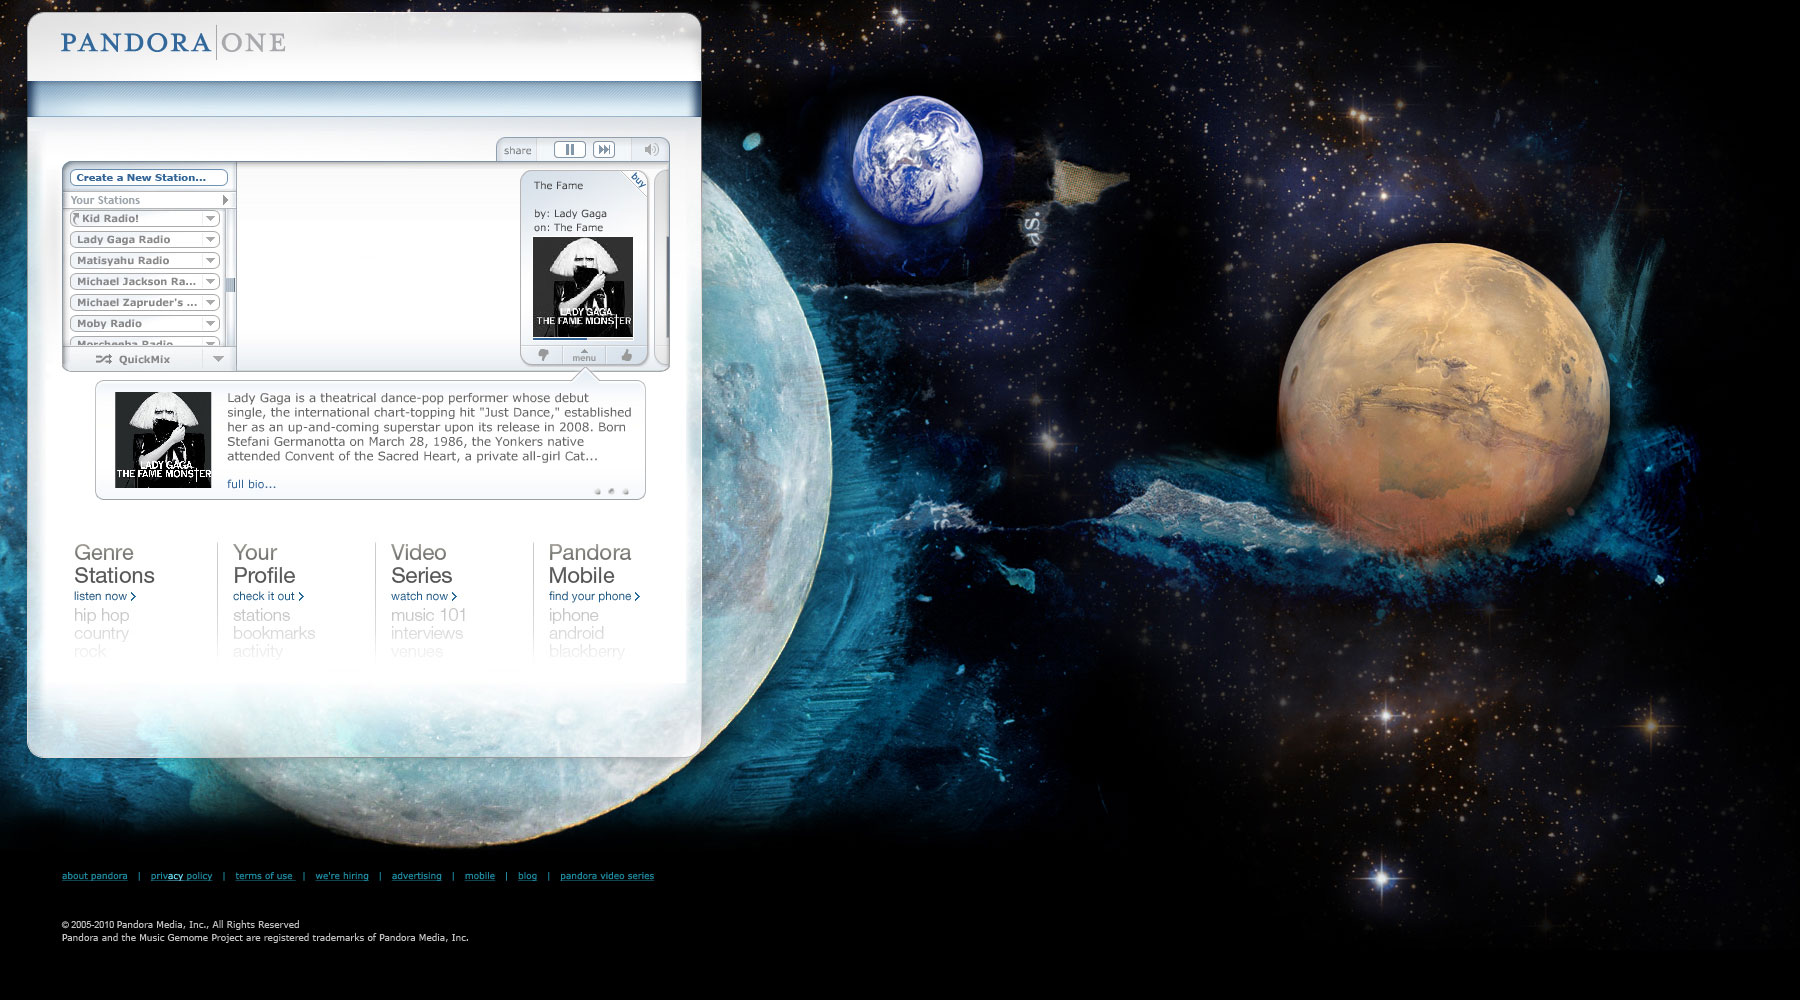 PANDORA ONE
share
Create a New Station...
Your Stations
Kid Radio!
Lady Gaga Radio
Matisyahu Radio
Michael Jackson Ra...
Michael Zapruder's ...
Moby Radio
Morcheeba Radio
QuickMix
buy
The Fame
by: Lady Gaga
on: The Fame
LADY GAGA
THE FAME MONSTER
menu
LADY GAGA
THE FAME MONSTER
Lady Gaga is a theatrical dance-pop performer whose debut
single, the international chart-topping hit "Just Dance," established
her as an up-and-coming superstar upon its release in 2008. Born
Stefani Germanotta on March 28, 1986, the Yonkers native
attended Convent of the Sacred Heart, a private all-girl Cat...
full bio...
Genre
Stations
listen now
hip hop
country
rock
Your
Profile
check it out
stations
bookmarks
activity
Video
Series
watch now
music 101
interviews
venues
Pandora
Mobile
find your phone
iphone
android
blackberry
as.
about pandora | privacy policy | terms of use | we're hiring | advertising | mobile | blog | pandora video series
© 2005-2010 Pandora Media, Inc., All Rights Reserved
Pandora and the Music Gemome Project are registered trademarks of Pandora Media, Inc.